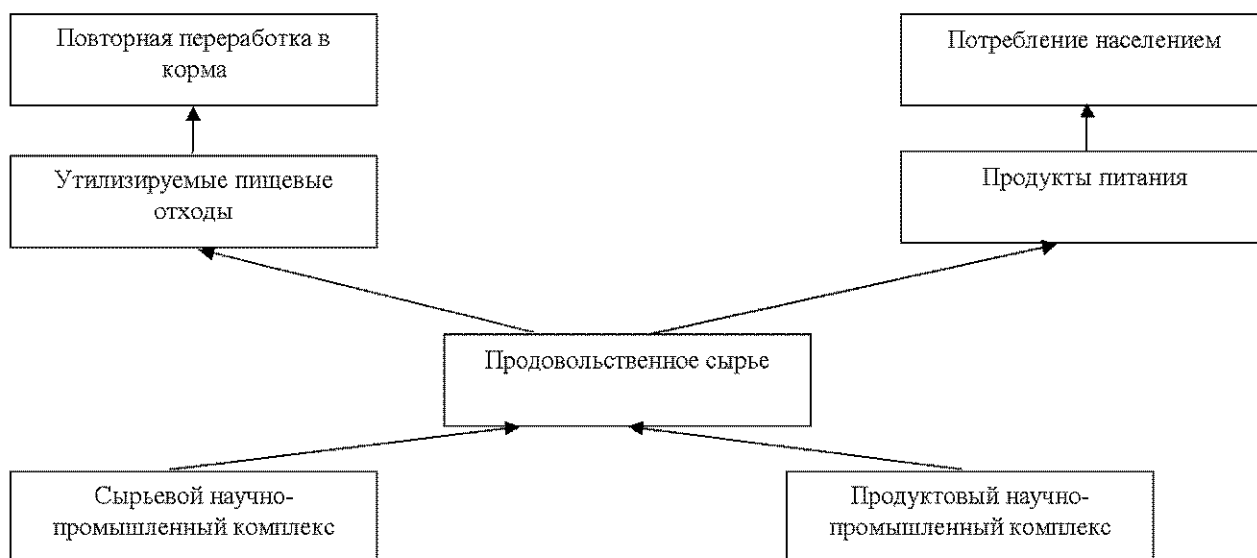 Повторная переработка в
корма
Потребление населением
Утилизируемые пищевые
отходы
Продукты питания
Продовольственное сырье
Сырьевой научно-
промышленный комплекс
Продуктовый научно-
промышленный комплекс